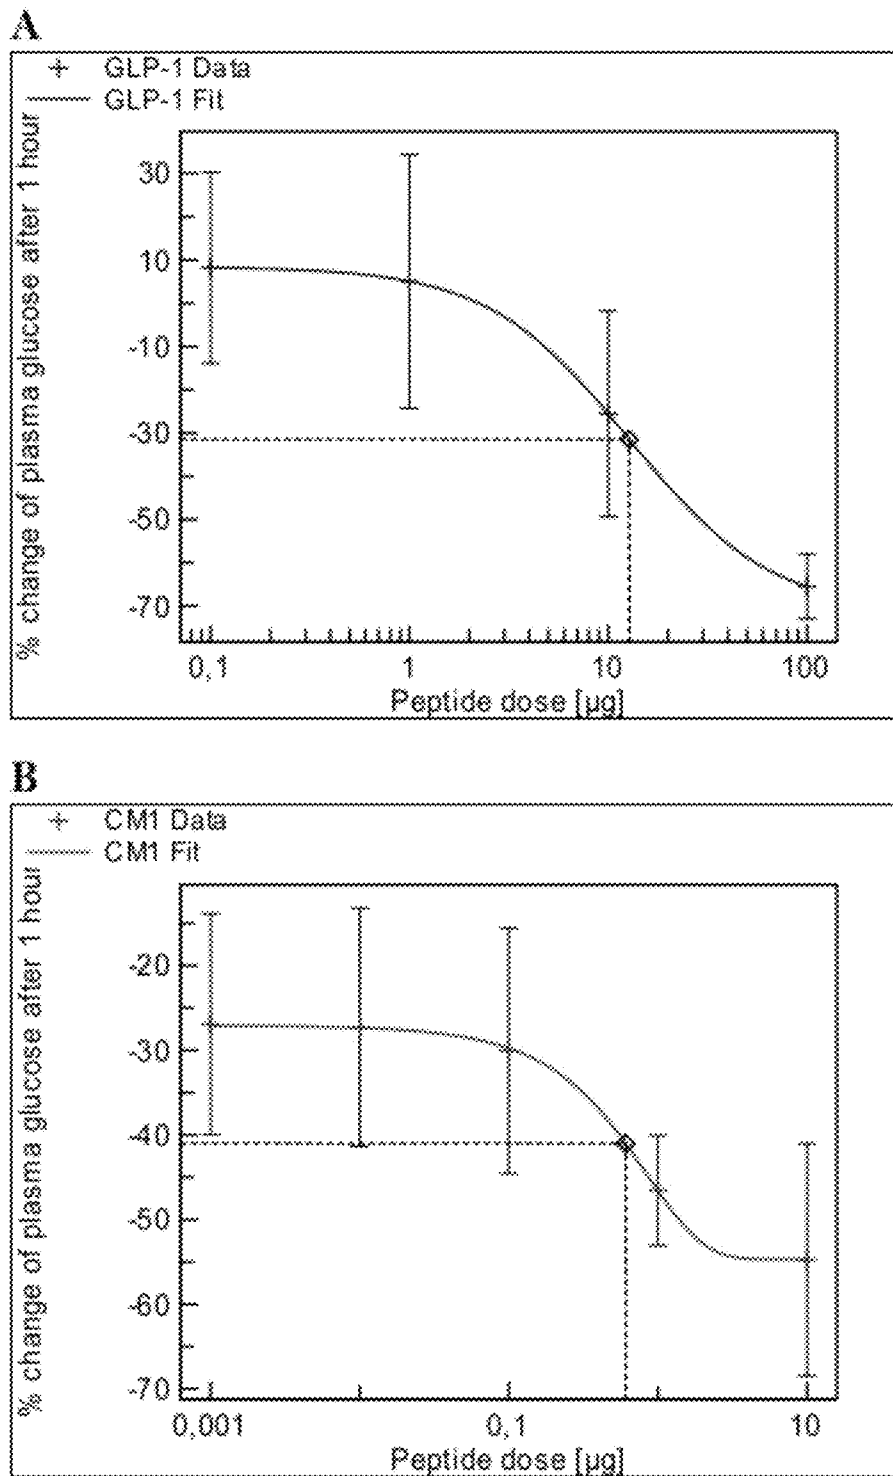 A
GLP-1 Data
GLP-1 Fit
% change of plasma glucose after 1 hour
30
10
-10
-30
-50
-70
0,1
1
10
100
Peptide dose [µg]
B
CM1 Data
CM1 Fit
% change of plasma glucose after 1 hour
-20
-30
-40
-50
-60
-70
0,001
0,1
10
Peptide dose [µg]